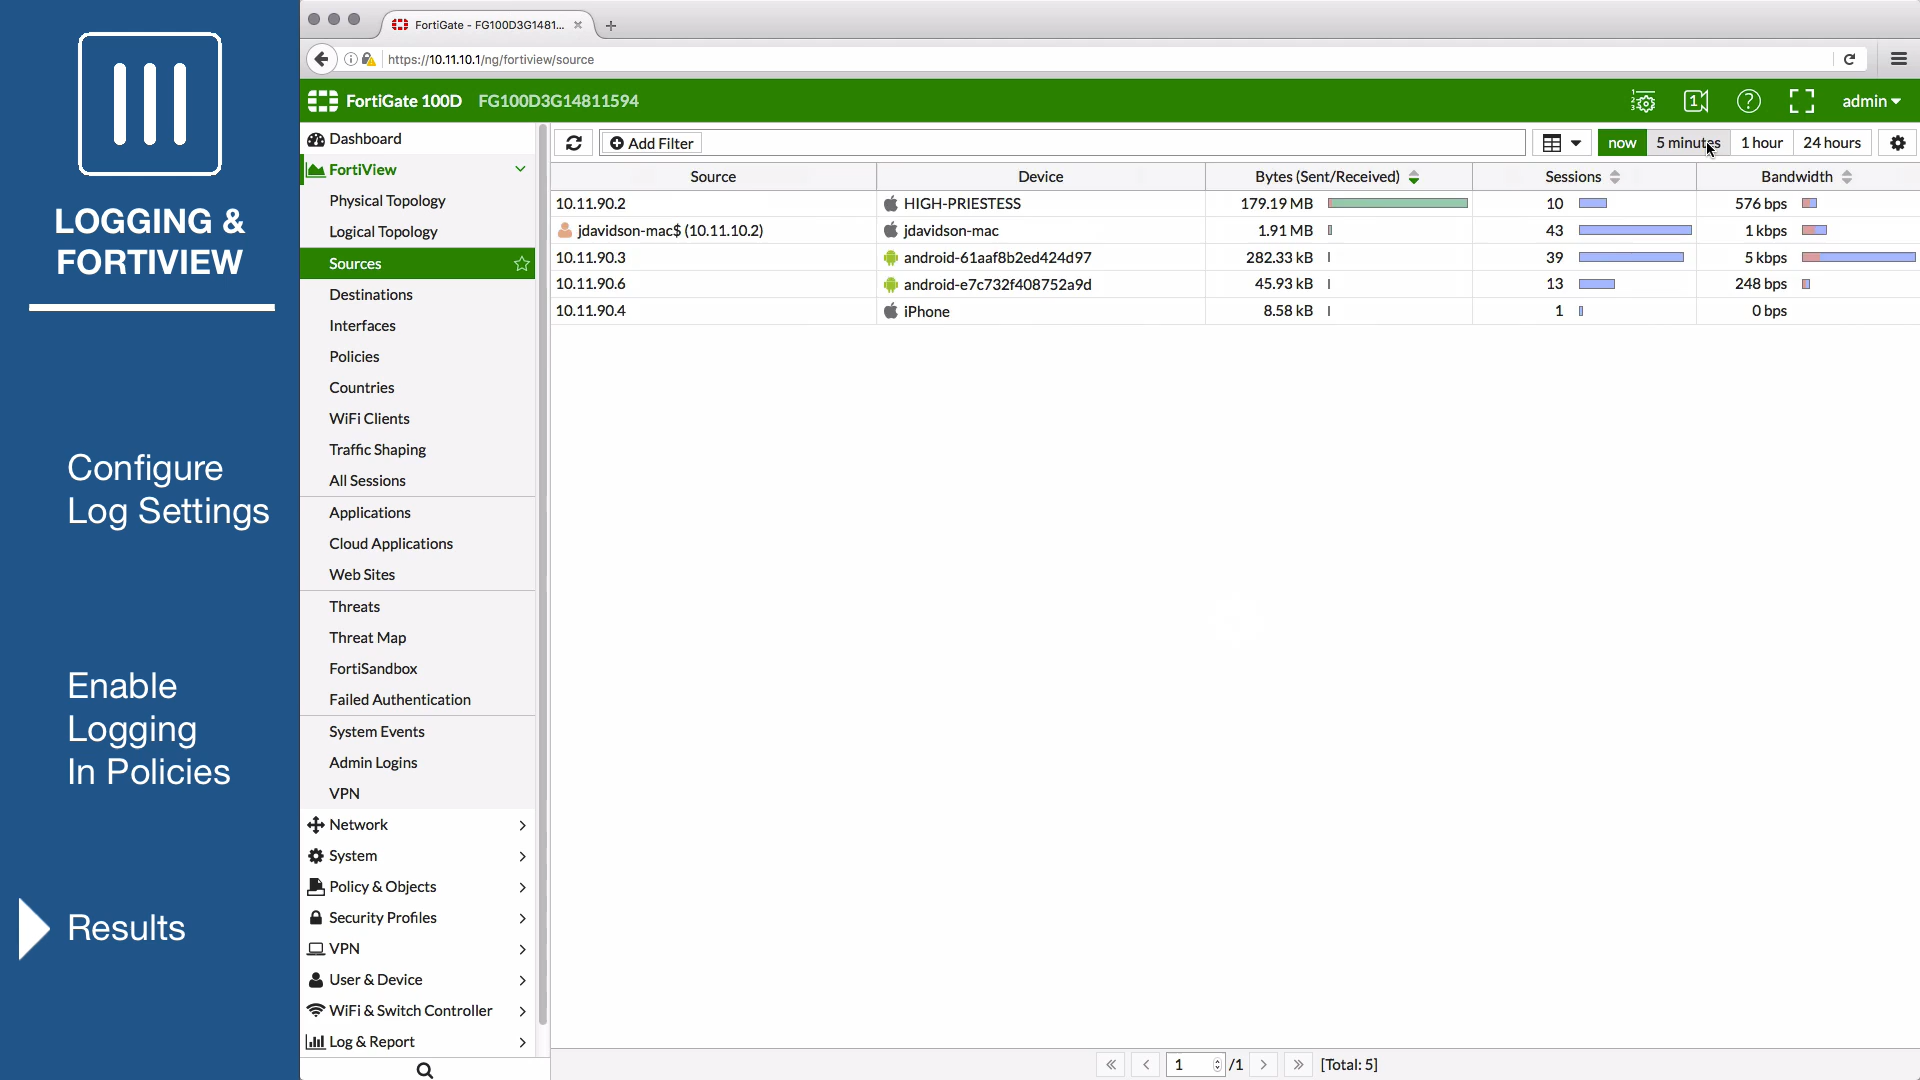 LOGGING &
FORTIVIEW
Configure
Log Settings
Enable
Logging
In Policies
Results
FortiGate - FG100D3G1481...
https://10.11.10.1/ng/fortiview/source
FortiGate 100D FG100D3G14811594
1
admin
Dashboard
FortiView
Physical Topology
Logical Topology
Sources
Destinations
Interfaces
Policies
Countries
WiFi Clients
Traffic Shaping
All Sessions
Applications
Cloud Applications
Web Sites
Threats
Threat Map
FortiSandbox
Failed Authentication
System Events
Admin Logins
VPN
Network
System
Policy & Objects
Security Profiles
VPN
User & Device
WiFi & Switch Controller
Log & Report
Add Filter
now 5 minutes 1 hour 24 hours
Source Device Bytes (Sent/Received) Sessions Bandwidth
10.11.90.2 HIGH-PRIESTESS 179.19 MB 10 576 bps
jdavidson-mac$ (10.11.10.2) jdavidson-mac 1.91 MB 43 1 kbps
10.11.90.3 android-61aaf8b2ed424d97 282.33 kB 39 5 kbps
10.11.90.6 android-e7c732f408752a9d 45.93 kB 13 248 bps
10.11.90.4 iPhone 8.58 kB 1 0 bps
1 /1 [Total: 5]